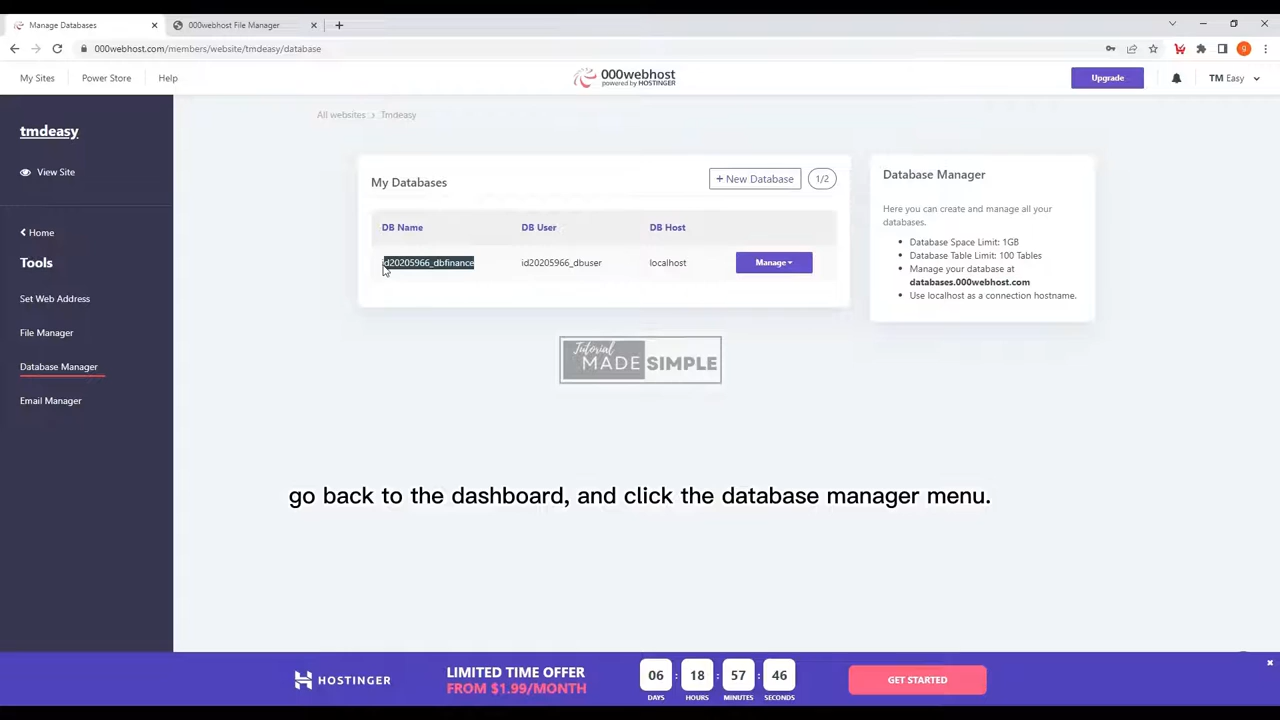 Manage Databases
000webhost File Manager
000webhost.com/members/website/tmdeasy/database
9
My Sites
Power Store
Help
000webhost
powered by HOSTINGER
Upgrade
TM Easy
tmdeasy
View Site
Home
Tools
Set Web Address
File Manager
Database Manager
Email Manager
All websites > Tmdeasy
My Databases
+ New Database
1/2
DB Name
DB User
DB Host
id20205966_dbfinance
id20205966_dbuser
localhost
Manage
Database Manager
Here you can create and manage all your
databases.
• Database Space Limit: 1GB
• Database Table Limit: 100 Tables
• Manage your database at
databases.000webhost.com
• Use localhost as a connection hostname.
Tutorial
MADE SIMPLE
go back to the dashboard, and click the database manager menu.
HOSTINGER
LIMITED TIME OFFER
FROM $1.99/MONTH
06 : 18 : 57 : 46
DAYS HOURS MINUTES SECONDS
GET STARTED